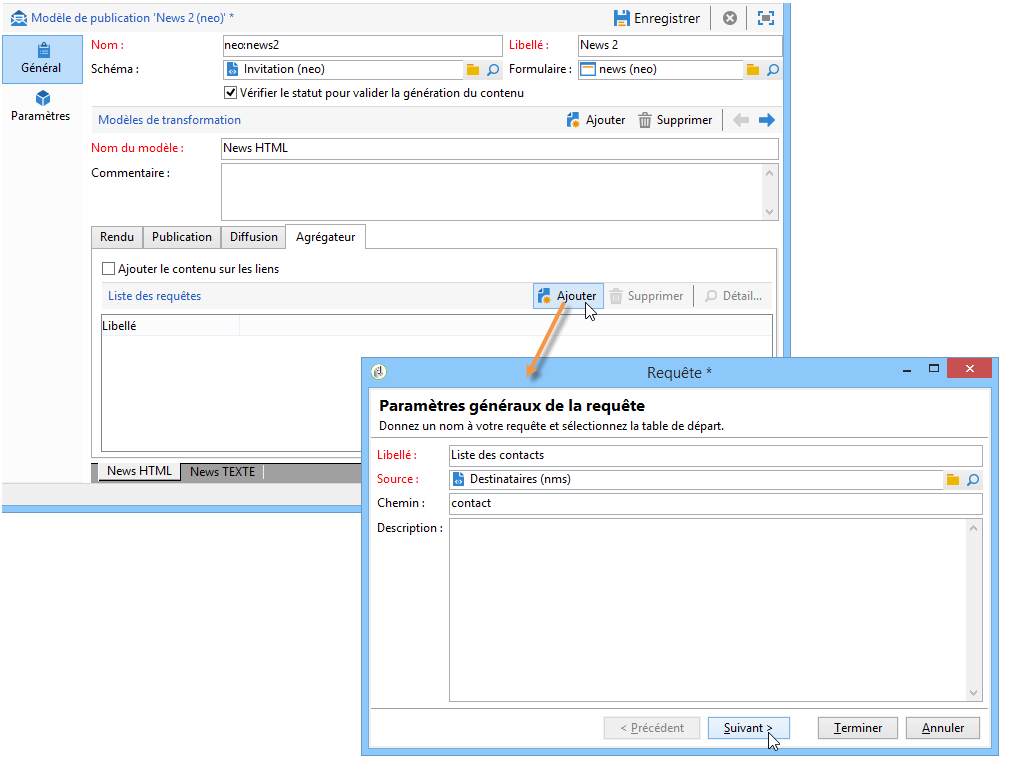 Modèle de publication 'News 2 (neo)' *
Enregistrer
Général
Paramètres
Nom :
neo:news2
Libellé :
News 2
Schéma :
Invitation (neo)
Formulaire :
news (neo)
Vérifier le statut pour valider la génération du contenu
Modèles de transformation
Ajouter
Supprimer
Nom du modèle :
News HTML
Commentaire :
Rendu
Publication
Diffusion
Agrégateur
Ajouter le contenu sur les liens
Liste des requêtes
Ajouter
Supprimer
Détail...
Libellé
News HTML
News TEXTE
Requête *
Paramètres généraux de la requête
Donnez un nom à votre requête et sélectionnez la table de départ.
Libellé :
Liste des contacts
Source :
Destinataires (nms)
Chemin :
contact
Description :
< Précédent
Suivant >
Terminer
Annuler